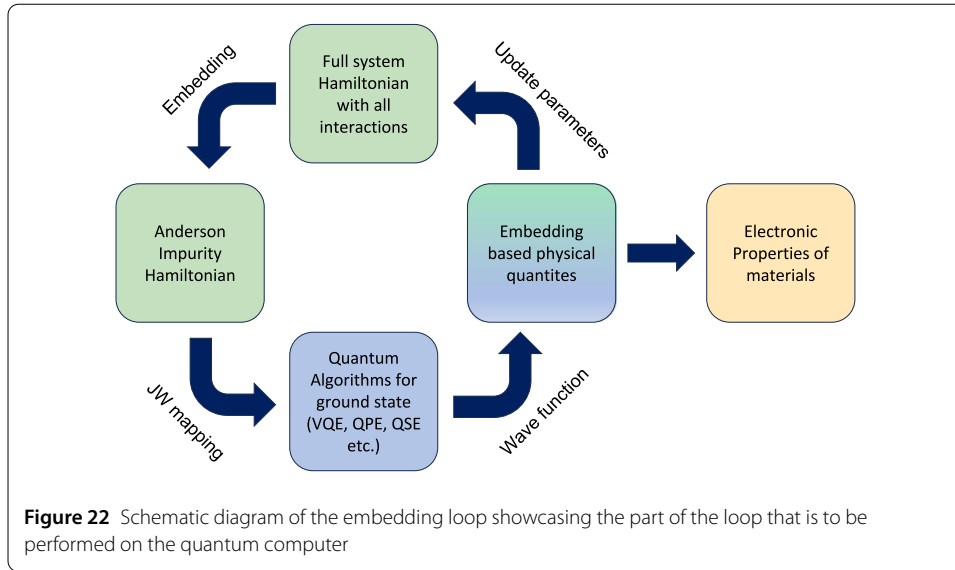 Embedding
Full system
Hamiltonian
with all
interactions
Update parameters
Anderson
Impurity
Hamiltonian
Embedding
based physical
quantites
Electronic
Properties of
materials
JW mapping
Quantum
Algorithms for
ground state
(VQE, QPE, QSE
etc.)
Wave function
Figure 22 Schematic diagram of the embedding loop showcasing the part of the loop that is to be
performed on the quantum computer